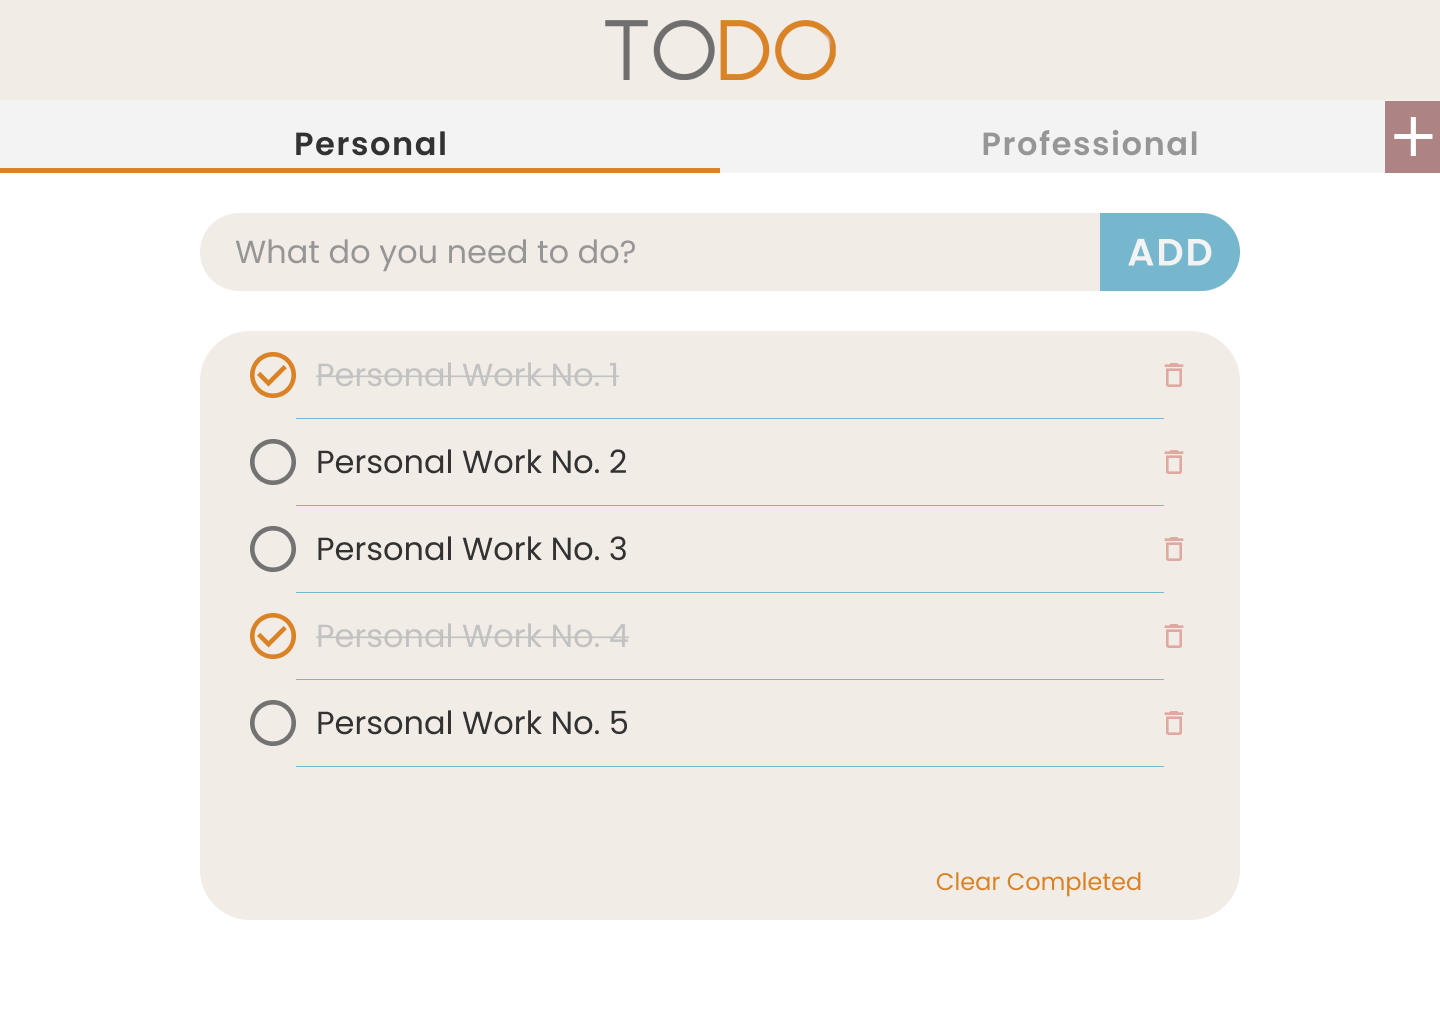 TODO
Personal
Professional
What do you need to do?
ADD
Personal Work No. 1
Personal Work No. 2
Personal Work No. 3
Personal Work No. 4
Personal Work No. 5
Clear Completed